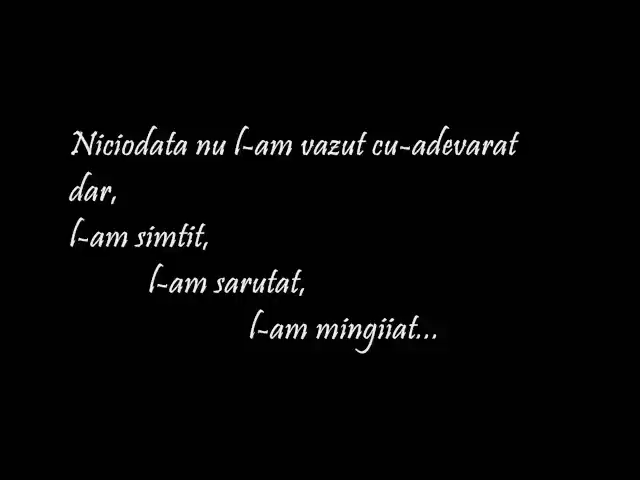 Niciodata nu l-am vazut cu-adevarat
dar,
l-am simtit,
l-am sarutat,
l-am mingiiat...